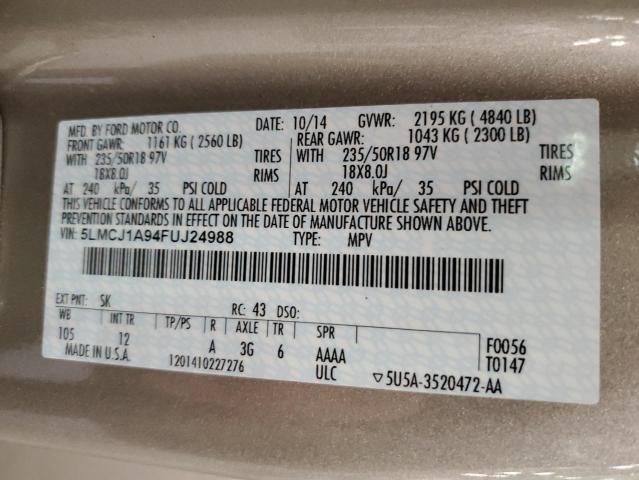 MFD. BY FORD MOTOR CO. DATE: 10/14 GVWR: 2195 KG ( 4840 LB)
FRONT GAWR: 1161 KG ( 2560 LB) REAR GAWR: 1043 KG ( 2300 LB)
WITH 235/50R18 97V TIRES WITH 235/50R18 97V TIRES
18X8.0J RIMS 18X8.0J RIMS
AT 240 kPa/ 35 PSI COLD AT 240 kPa/ 35 PSI COLD
THIS VEHICLE CONFORMS TO ALL APPLICABLE FEDERAL MOTOR VEHICLE SAFETY AND THEFT
PREVENTION STANDARDS IN EFFECT ON THE DATE OF MANUFACTURE SHOWN ABOVE.
VIN: 5LMCJ1A94FUJ24988 TYPE: MPV
EXT PNT: SK RC: 43 DSO:
WB INT TR TP/PS R AXLE TR SPR
105 12 A 3G 6 AAAA F0056
MADE IN U.S.A. 1201410227276 ULC T0147
▽5U5A-3520472-AA